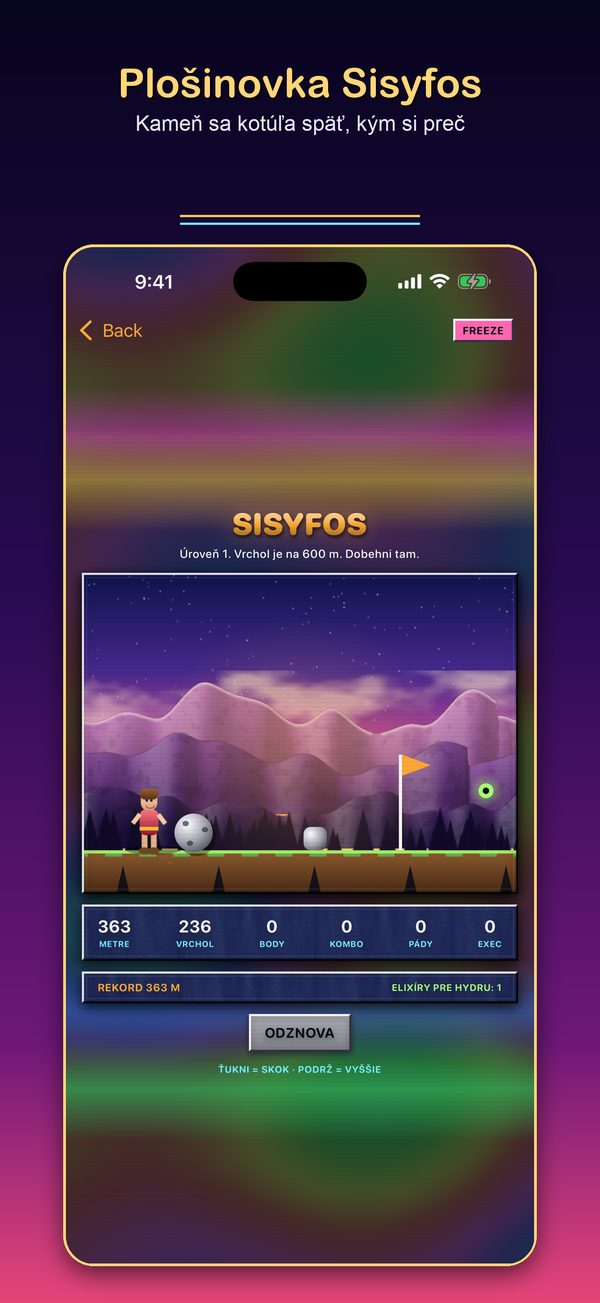 Plošinovka Sisyfos
Kameň sa kotúľa späť, kým si preč
9:41
Back
FREEZE
SISYFOS
Úroveň 1. Vrchol je na 600 m. Dobehni tam.
363 236 0 0 0 0
METRE VRCHOL BODY KOMBO PÁDY EXEC
REKORD 363 M ELIXÍRY PRE HYDRU: 1
ODZNOVA
ŤUKNI = SKOK · PODRŽ = VYŠŠIE